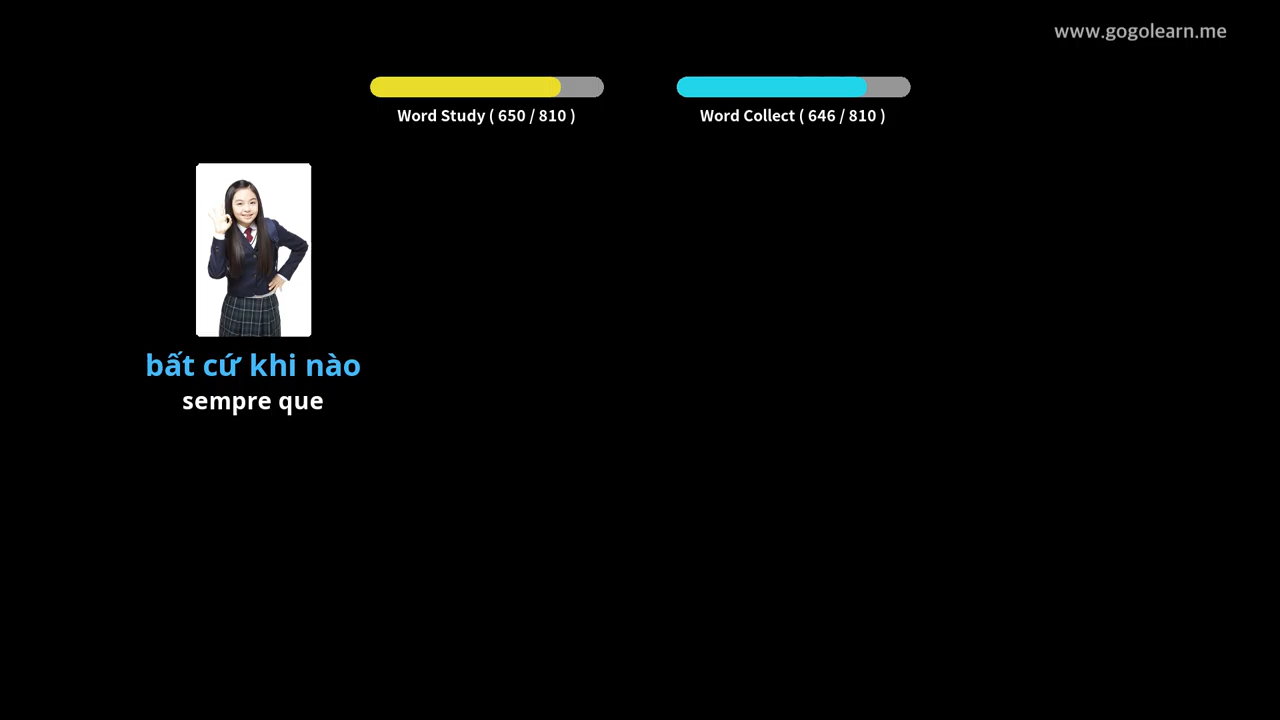 www.gogolearn.me
Word Study ( 650 / 810 )
Word Collect ( 646 / 810 )
bất cứ khi nào
sempre que